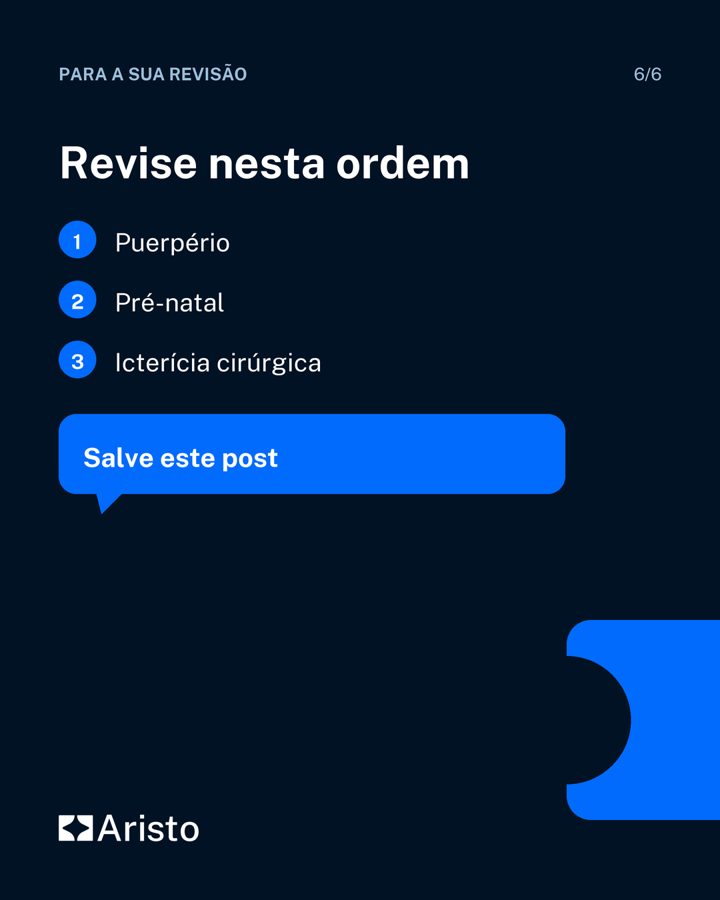 PARA A SUA REVISÃO
6/6
Revise nesta ordem
1 Puerpério
2 Pré-natal
3 Icterícia cirúrgica
Salve este post
Aristo